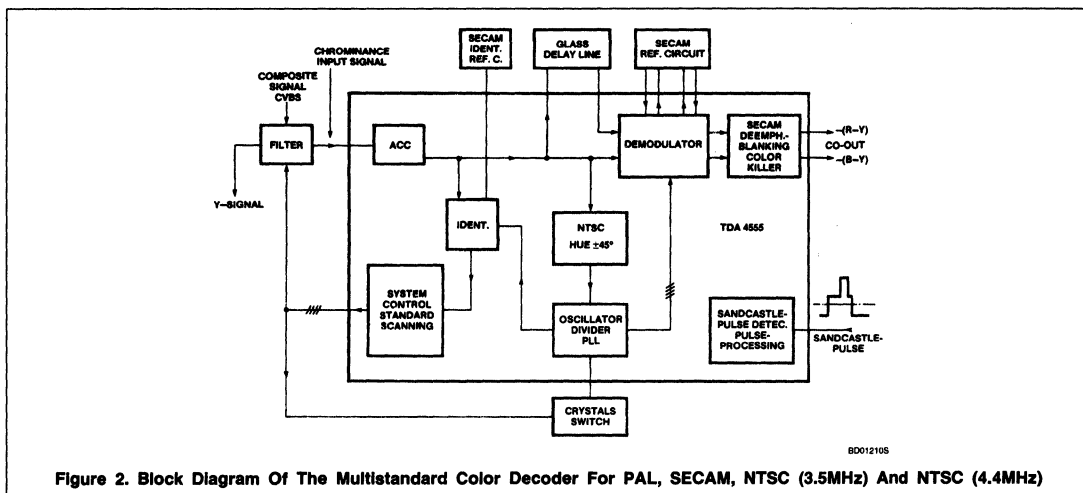 SECAM
IDENT.
REF. C.
GLASS
DELAY LINE
SECAM
REF. CIRCUIT
CHROMINANCE
INPUT SIGNAL
COMPOSITE
SIGNAL
CVBS
FILTER
ACC
DEMODULATOR
SECAM
DEEMPH.-
BLANKING
COLOR
KILLER
–(R–Y)
CO-OUT
–(B–Y)
Y–SIGNAL
IDENT.
NTSC
HUE ±45°
TDA 4555
SYSTEM
CONTROL
STANDARD
SCANNING
OSCILLATOR
DIVIDER
PLL
SANDCASTLE-
PULSE DETEC.
PULSE-
PROCESSING
SANDCASTLE-
PULSE
CRYSTALS
SWITCH
BD01210S
Figure 2. Block Diagram Of The Multistandard Color Decoder For PAL, SECAM, NTSC (3.5MHz) And NTSC (4.4MHz)